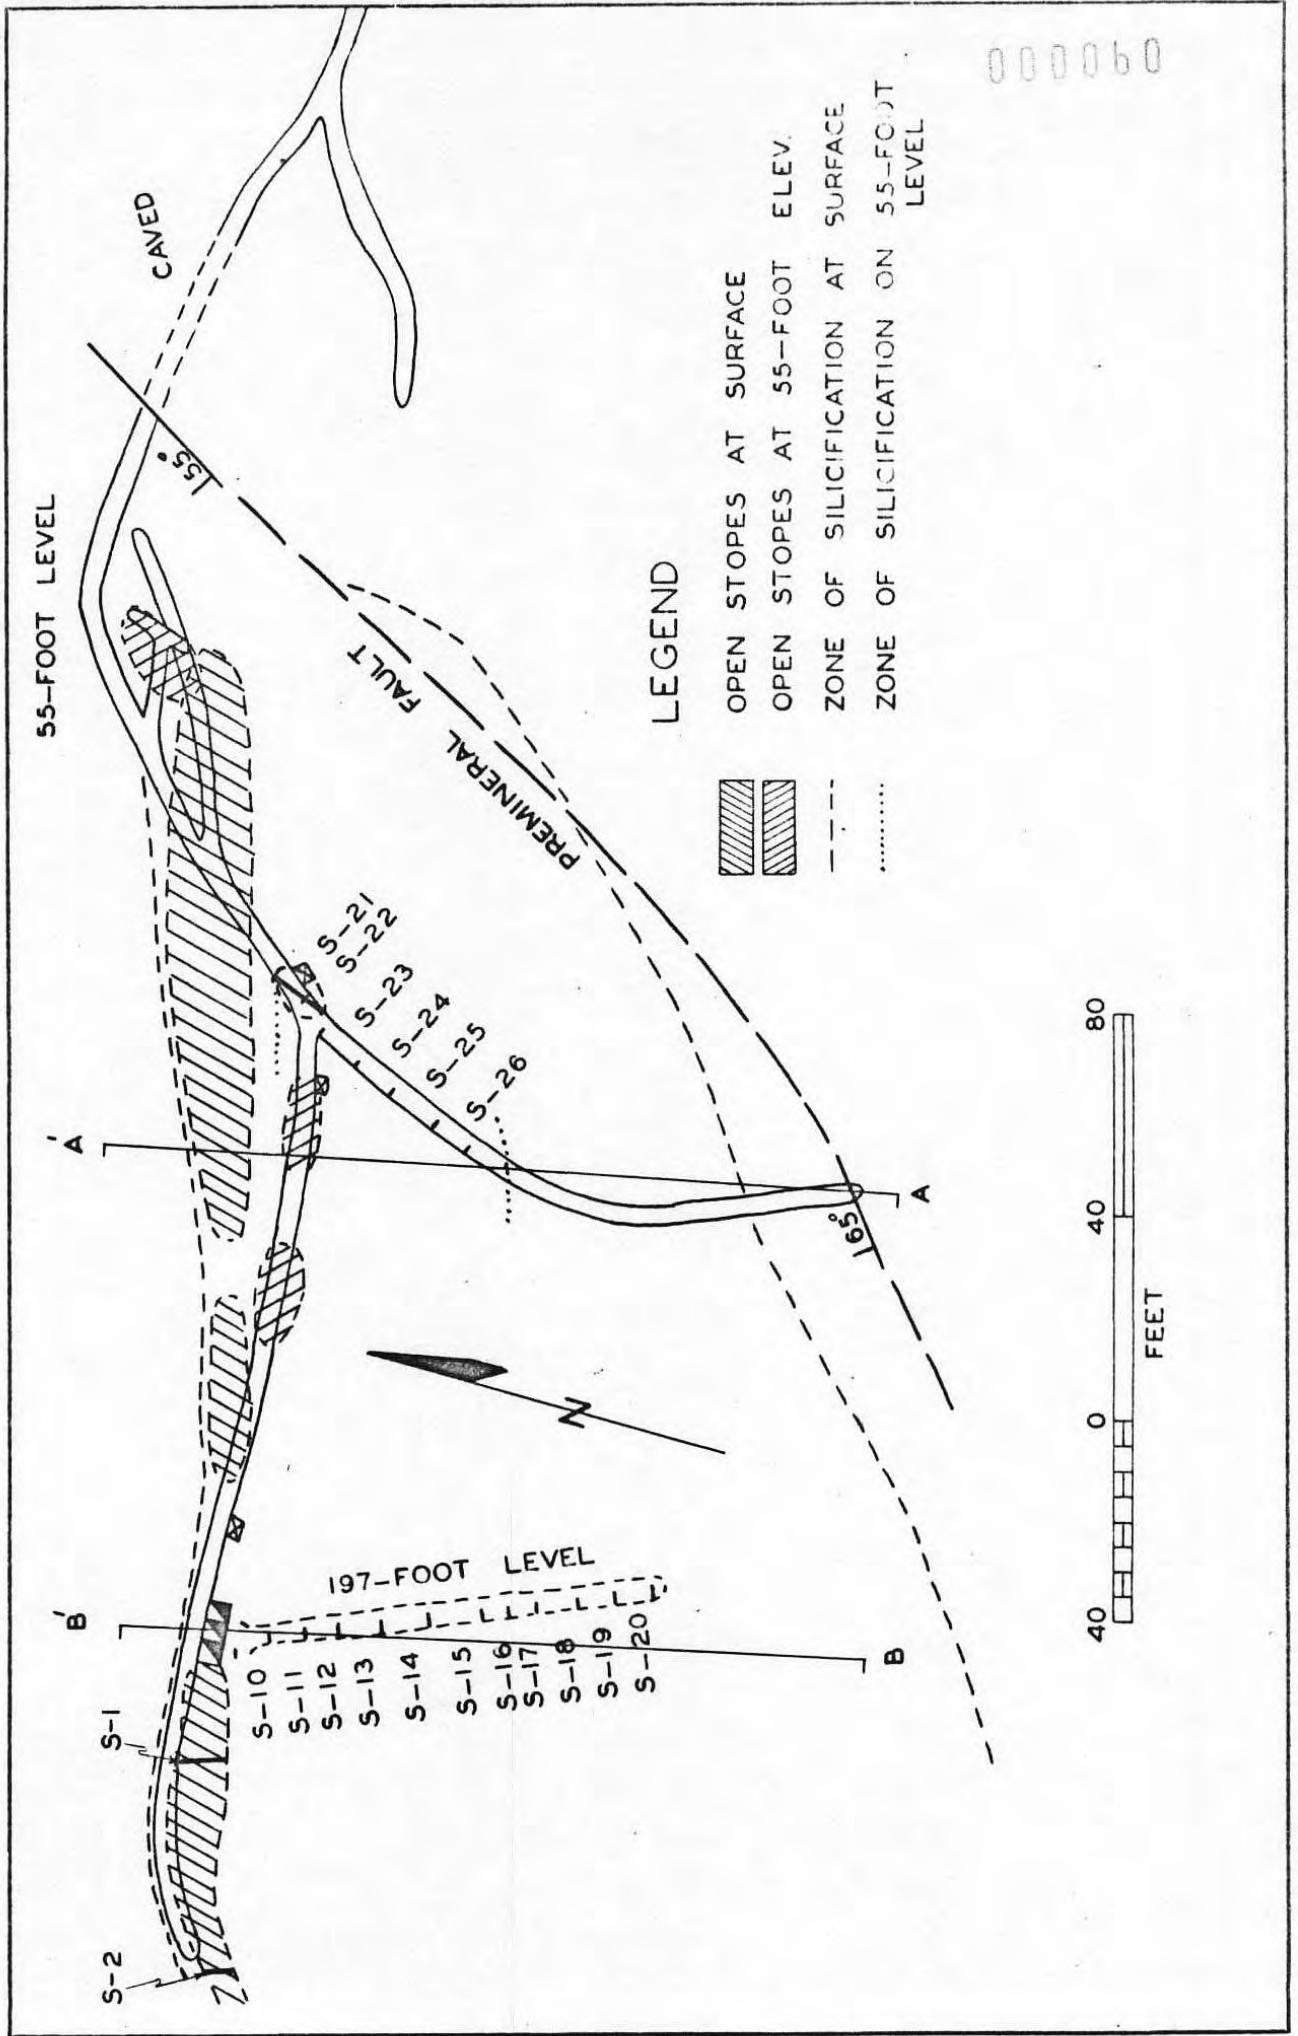 000060
55-FOOT LEVEL
CAVED
55°
PREMINERAL FAULT
A'
B'
S-1
S-2
S-21
S-22
S-23
S-24
S-25
S-26
197-FOOT LEVEL
S-10
S-11
S-12
S-13
S-14
S-15
S-16
S-17
S-18
S-19
S-20
N
65°
A
B
LEGEND
OPEN STOPES AT SURFACE
OPEN STOPES AT 55-FOOT ELEV.
ZONE OF SILICIFICATION AT SURFACE
ZONE OF SILICIFICATION ON 55-FOOT
LEVEL
40 0 40 80
FEET